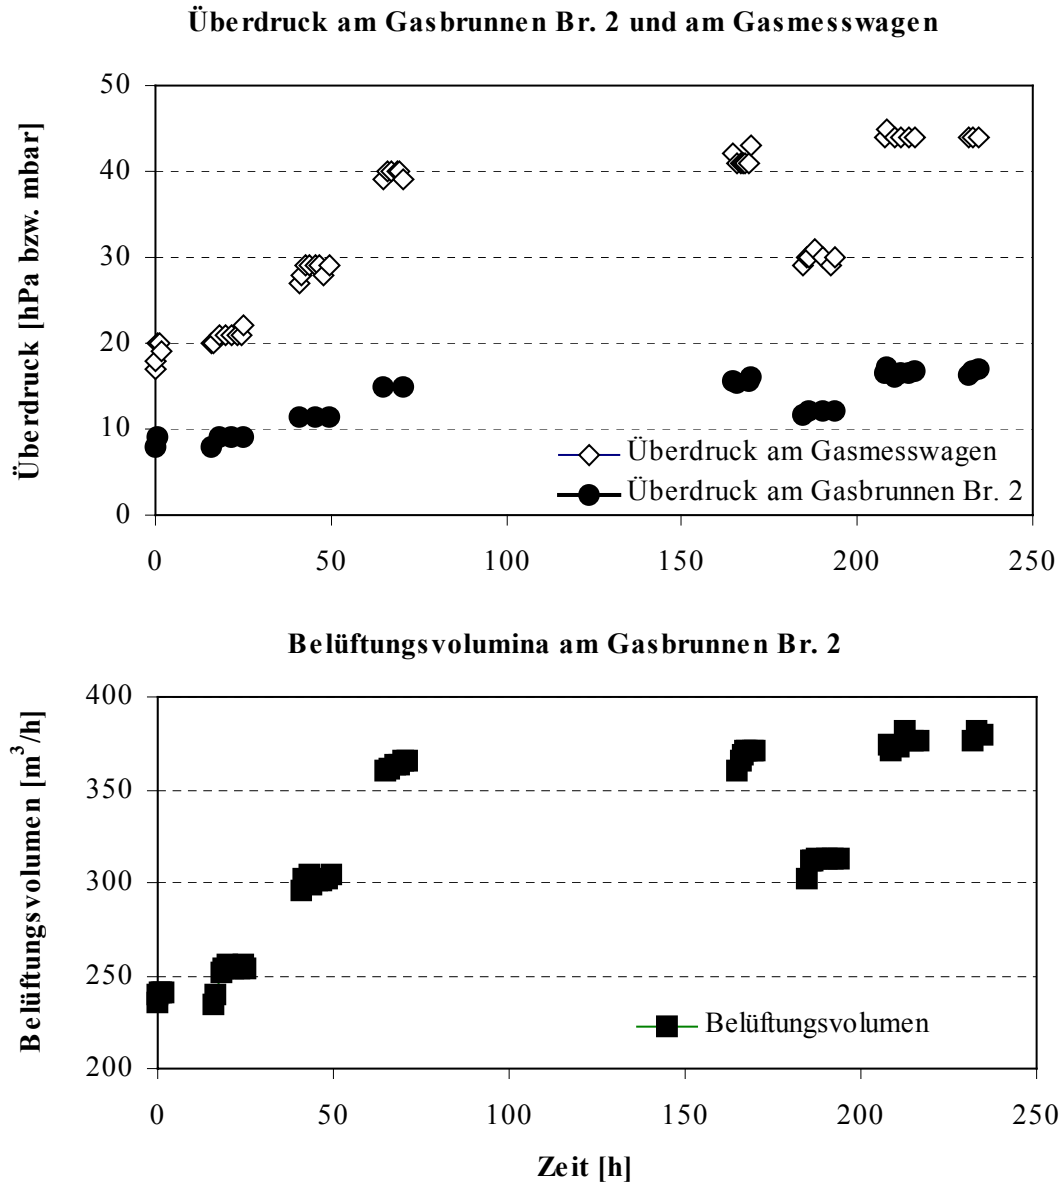 Überdruck am Gasbrunnen Br. 2 und am Gasmesswagen
Überdruck [hPa bzw. mbar]
50
40
30
20
10
0
Überdruck am Gasmesswagen
Überdruck am Gasbrunnen Br. 2
0 50 100 150 200 250
Belüftungsvolumina am Gasbrunnen Br. 2
Belüftungsvolumen [m³/h]
400
350
300
250
200
Belüftungsvolumen
0 50 100 150 200 250
Zeit [h]